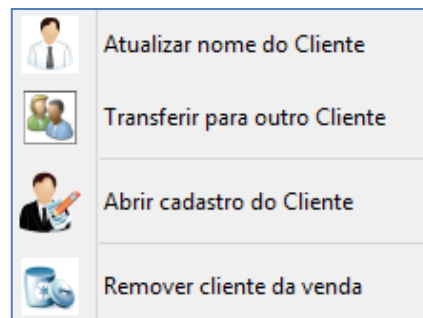 Atualizar nome do Cliente
Transferir para outro Cliente
Abrir cadastro do Cliente
Remover cliente da venda